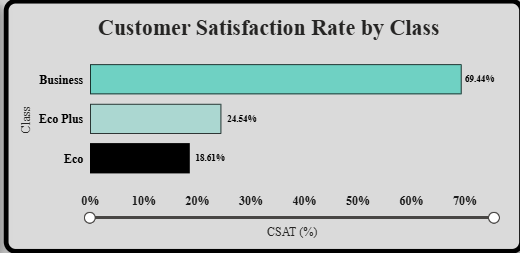 Customer Satisfaction Rate by Class
Business 69.44%
Class
Eco Plus 24.54%
Eco 18.61%
0% 10% 20% 30% 40% 50% 60% 70%
CSAT (%)